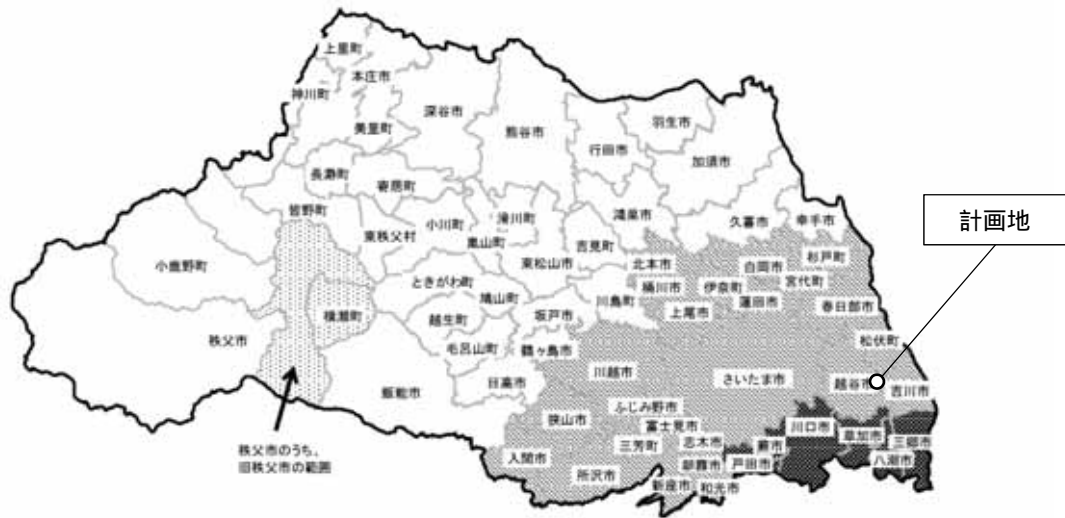 上里町
本庄市
神川町
美里町
深谷市
熊谷市
行田市
羽生市
加須市
長瀞町
寄居町
皆野町
小川町
滑川町
鴻巣市
久喜市
幸手市
計画地
東秩父村
嵐山町
吉見町
小鹿野町
東松山市
北本市
白岡市
杉戸町
ときがわ町
桶川市
伊奈町
宮代町
横瀬町
鳩山町
川島町
上尾市
蓮田市
春日部市
越生町
坂戸市
秩父市
毛呂山町
鶴ヶ島市
松伏町
日高市
川越市
さいたま市
越谷市
吉川市
飯能市
狭山市
ふじみ野市
富士見市
川口市
草加市
三郷市
三芳町
志木市
蕨市
入間市
朝霞市
戸田市
八潮市
所沢市
新座市
和光市
秩父市のうち、
旧秩父市の範囲